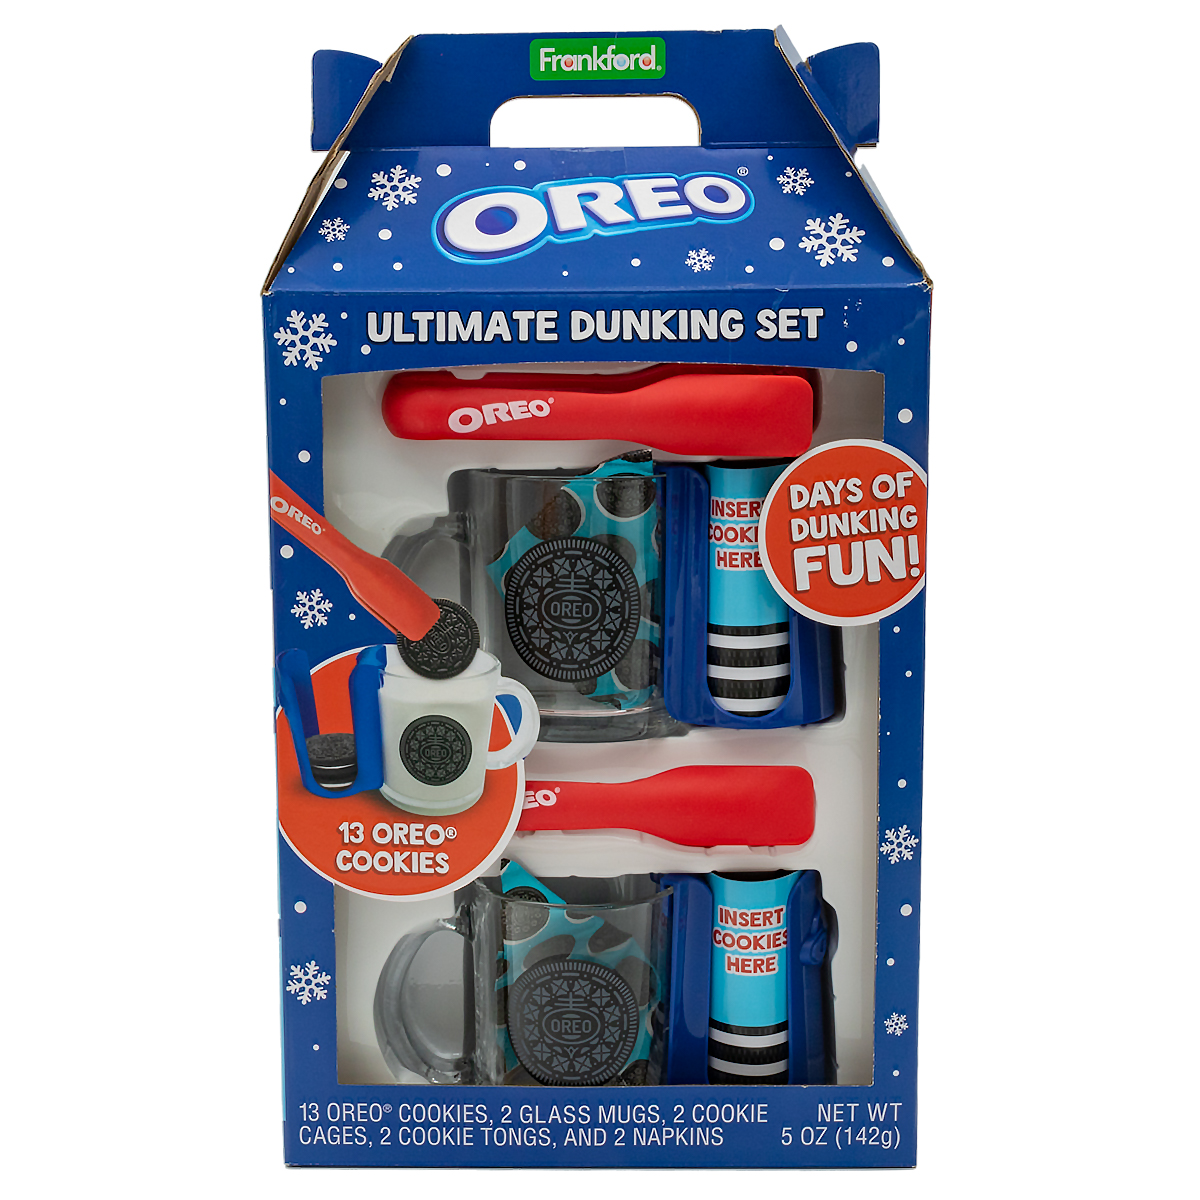 Frankford®
OREO®
ULTIMATE DUNKING SET
OREO®
INSERT
COOKIE
HERE
DAYS OF
DUNKING
FUN!
OREO®
OREO
OREO
13 OREO®
COOKIES
EO®
INSERT
COOKIES
HERE
OREO
13 OREO® COOKIES, 2 GLASS MUGS, 2 COOKIE
CAGES, 2 COOKIE TONGS, AND 2 NAPKINS
NET WT
5 OZ (142g)